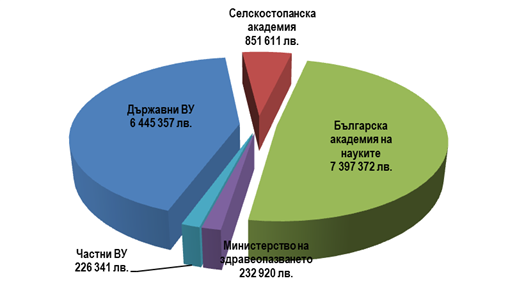 Селскостопанска
академия
851 611 лв.
Държавни ВУ
6 445 357 лв.
Българска
академия на
науките
7 397 372 лв.
Частни ВУ
226 341 лв.
Министерство на
здравеопазването
232 920 лв.